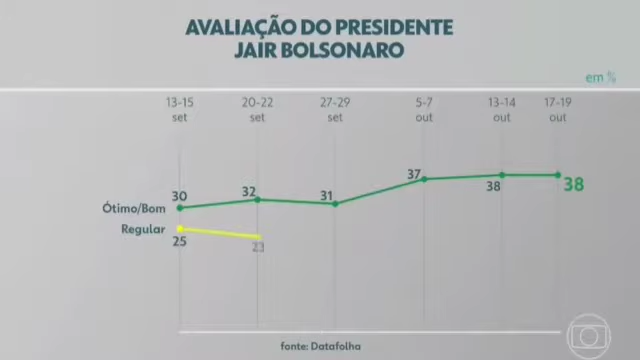 AVALIAÇÃO DO PRESIDENTE
JAIR BOLSONARO
em %
13-15 20-22 27-29 5-7 13-14 17-19
set set set out out out
30 32 31 37 38 38
Ótimo/Bom
Regular
25 23
fonte: Datafolha